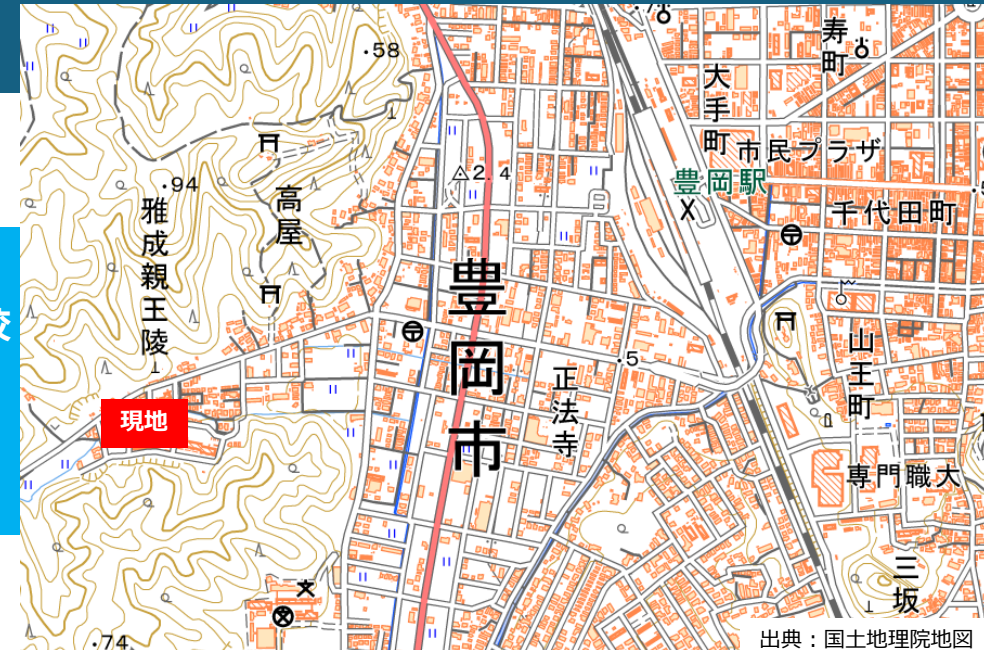 ・58
寿町
大手町
市民プラザ
豊岡駅
2.4
・94
高屋
雅成親王陵
千代田町
豊岡市
・5
正法寺
山王町
現地
専門職大
三坂
・74
出典：国土地理院地図